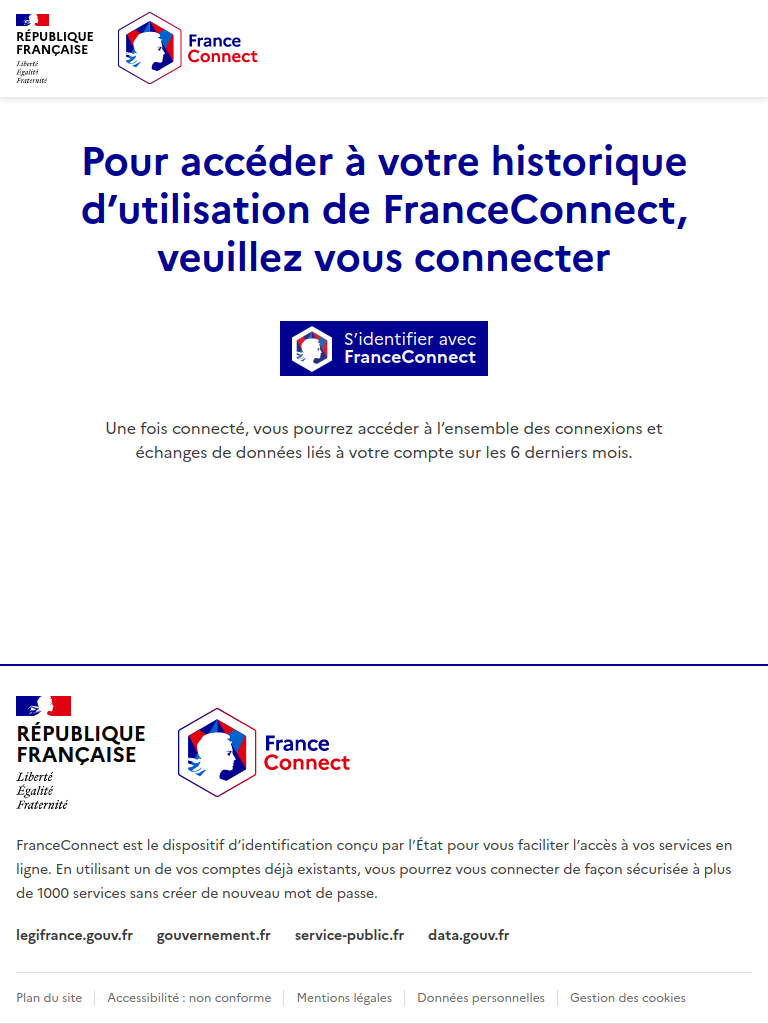 RÉPUBLIQUE
FRANÇAISE
Liberté
Égalité
Fraternité
France
Connect
Pour accéder à votre historique
d’utilisation de FranceConnect,
veuillez vous connecter
S’identifier avec
FranceConnect
Une fois connecté, vous pourrez accéder à l’ensemble des connexions et
échanges de données liés à votre compte sur les 6 derniers mois.
RÉPUBLIQUE
FRANÇAISE
Liberté
Égalité
Fraternité
France
Connect
FranceConnect est le dispositif d’identification conçu par l’État pour vous faciliter l’accès à vos services en
ligne. En utilisant un de vos comptes déjà existants, vous pourrez vous connecter de façon sécurisée à plus
de 1000 services sans créer de nouveau mot de passe.
legifrance.gouv.fr gouvernement.fr service-public.fr data.gouv.fr
Plan du site Accessibilité : non conforme Mentions légales Données personnelles Gestion des cookies